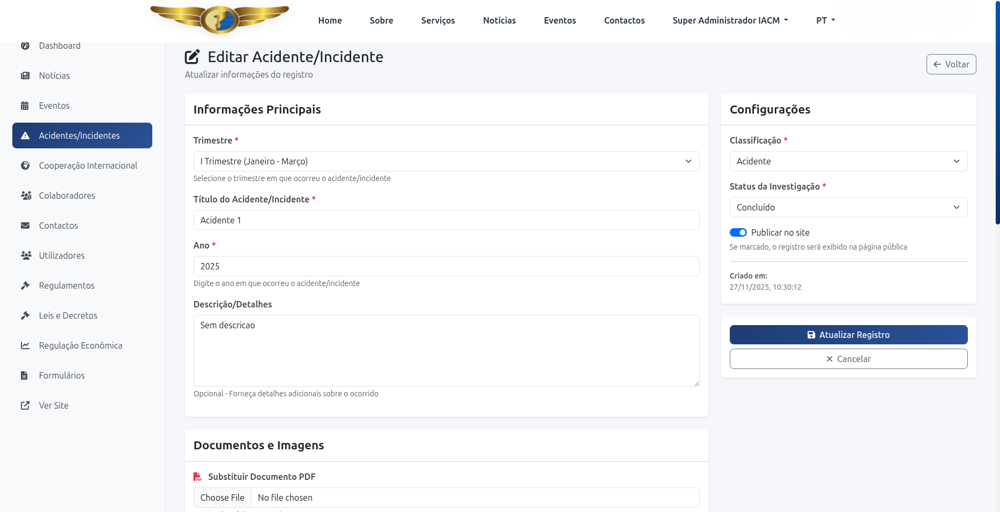 Home
Sobre
Serviços
Notícias
Eventos
Contactos
Super Administrador IACM
PT
Dashboard
Notícias
Eventos
Acidentes/Incidentes
Cooperação Internacional
Colaboradores
Contactos
Utilizadores
Regulamentos
Leis e Decretos
Regulação Econômica
Formulários
Ver Site
Editar Acidente/Incidente
Atualizar informações do registro
Voltar
Informações Principais
Trimestre *
I Trimestre (Janeiro - Março)
Selecione o trimestre em que ocorreu o acidente/incidente
Título do Acidente/Incidente *
Acidente 1
Ano *
2025
Digite o ano em que ocorreu o acidente/incidente
Descrição/Detalhes
Sem descricao
Opcional - Forneça detalhes adicionais sobre o ocorrido
Documentos e Imagens
PDF
Substituir Documento PDF
Choose File
No file chosen
Configurações
Classificação *
Acidente
Status da Investigação *
Concluído
Publicar no site
Se marcado, o registro será exibido na página pública
Criado em:
27/11/2025, 10:30:12
Atualizar Registro
Cancelar